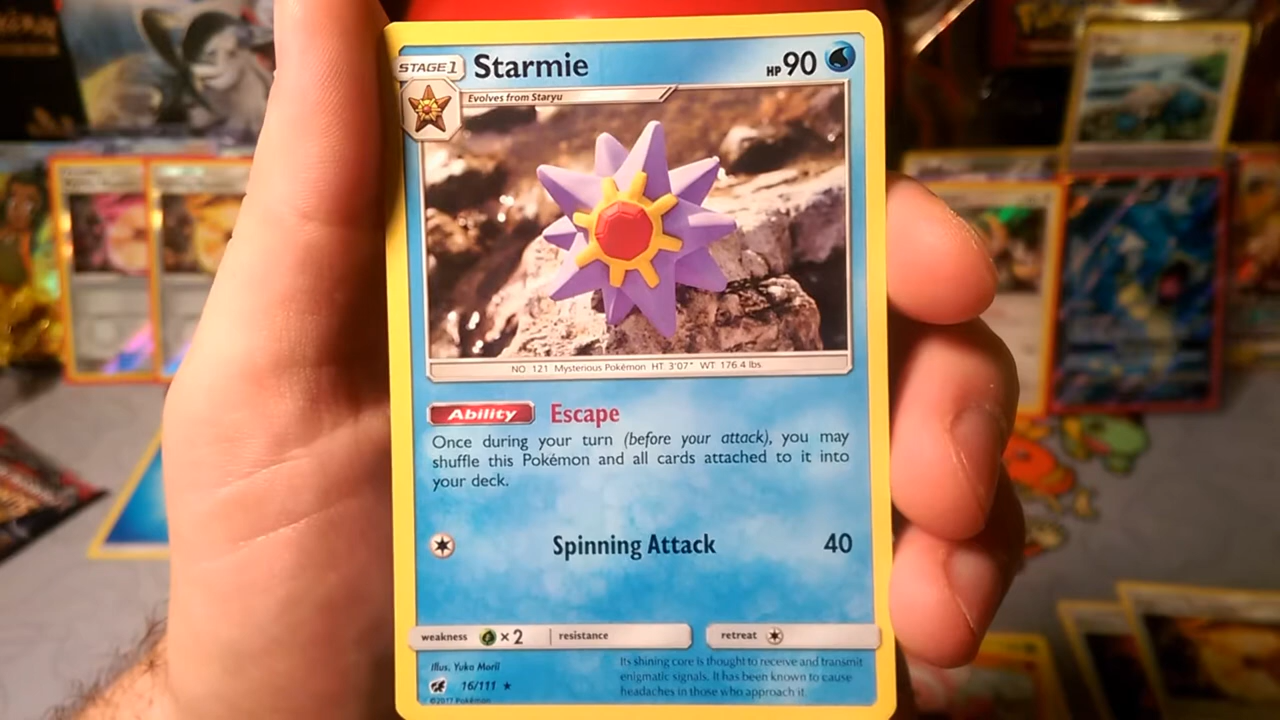 STAGE 1 Starmie HP 90
Evolves from Staryu
NO. 121 Mysterious Pokémon HT 3'07" WT 176.4 lbs
Ability Escape
Once during your turn (before your attack), you may
shuffle this Pokémon and all cards attached to it into
your deck.
Spinning Attack 40
weakness ×2 resistance retreat
Illus. Yuka Morii
16/111 ★
©2017 Pokémon
Its shining core is thought to receive and transmit
enigmatic signals. It has been known to cause
headaches in those who approach it.